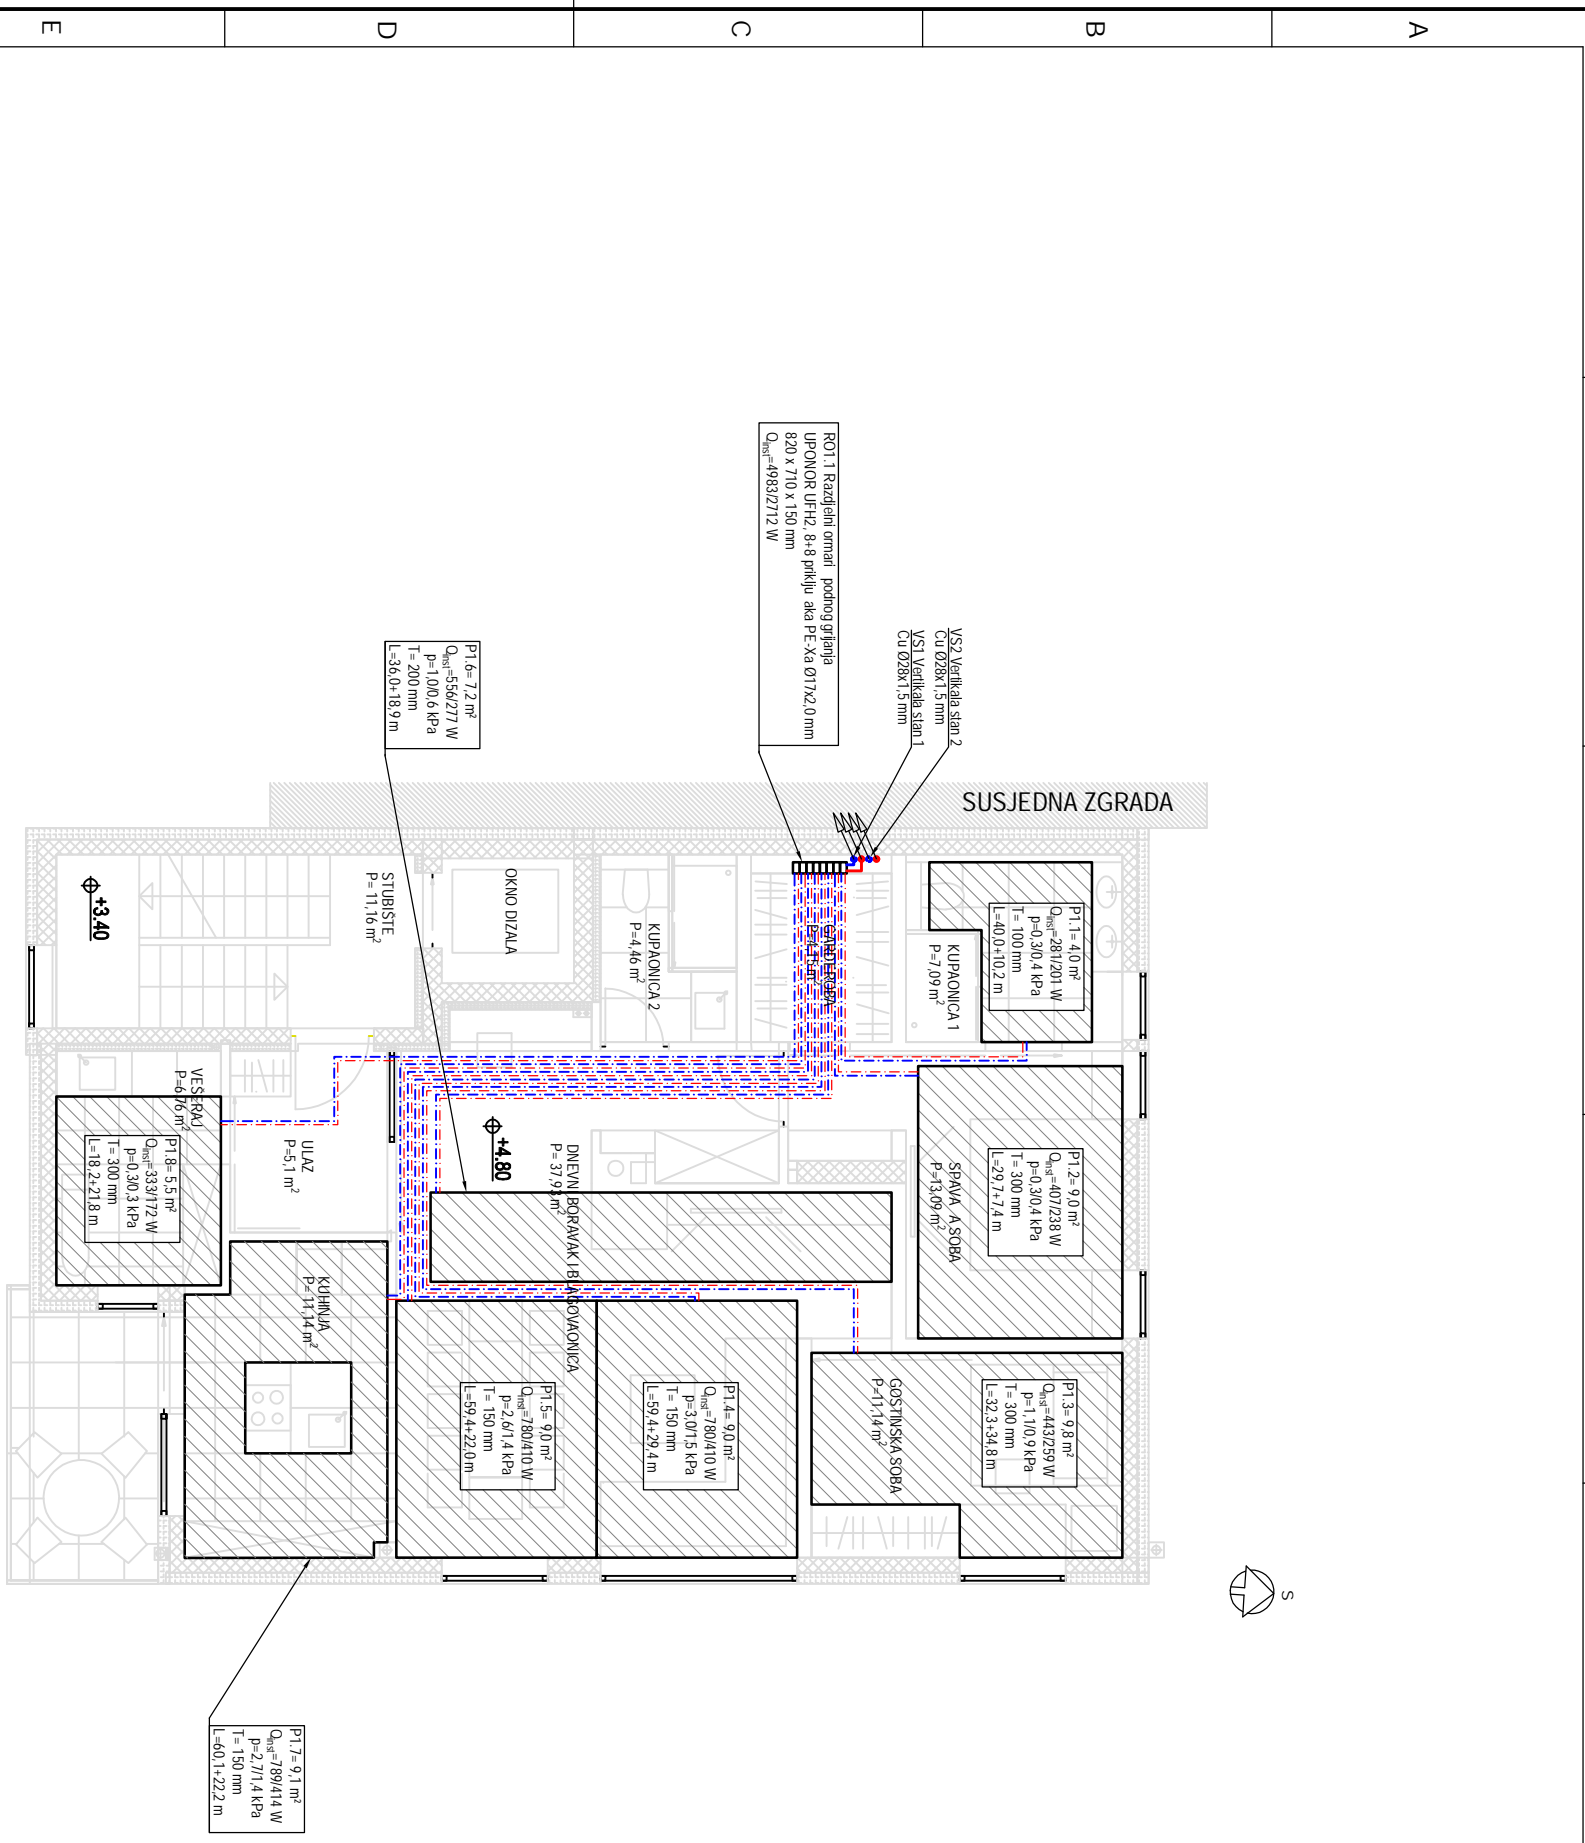 E
D
C
B
A
RO1.1 Razdjelni ormari podnog grijanja
UPONOR UFH2, 8+8 priklju aka PE-Xa Ø17x2,0 mm
820 x 710 x 150 mm
Qinst=4983/2712 W
VS2 Vertikala stan 2
Cu Ø28x1,5 mm
VS1 Vertikala stan 1
Cu Ø28x1,5 mm
P1.6= 7,2 m²
Qinst=556/277 W
p=1,0/0,6 kPa
T= 200 mm
L=36,0+18,9 m
SUSJEDNA ZGRADA
P1.1= 4,0 m²
Qinst=281/201 W
p=0,3/0,4 kPa
T= 100 mm
L=40,0+10,2 m
KUPAONICA 1
P=7,09 m²
GARDEROBA
KUPAONICA 2
P=4,46 m²
OKNO DIZALA
STUBIŠTE
P= 11,16 m²
+3.40
P1.2= 9,0 m²
Qinst=407/238 W
p=0,3/0,4 kPa
T= 300 mm
L=29,7+7,4 m
SPAVA A SOBA
P=13,09 m²
DNEVNI BORAVAK I BLAGOVAONICA
P= 37,93 m²
+4.80
ULAZ
P=5,1 m²
VEŠERAJ
P=6,76 m²
P1.8= 5,5 m²
Qinst=333/172 W
p=0,3/0,3 kPa
T= 300 mm
L=18,2+21,8 m
P1.3= 9,8 m²
Qinst=443/259 W
p=1,1/0,9 kPa
T= 300 mm
L=32,3+34,8 m
GOSTINSKA SOBA
P=11,14 m²
P1.4= 9,0 m²
Qinst=780/410 W
p=3,0/1,5 kPa
T= 150 mm
L=59,4+29,4 m
P1.5= 9,0 m²
Qinst=780/410 W
p=2,6/1,4 kPa
T= 150 mm
L=59,4+22,0 m
KUHINJA
P= 11,14 m²
S
P1.7= 9,1 m²
Qinst=789/414 W
p=2,7/1,4 kPa
T= 150 mm
L=60,1+22,2 m